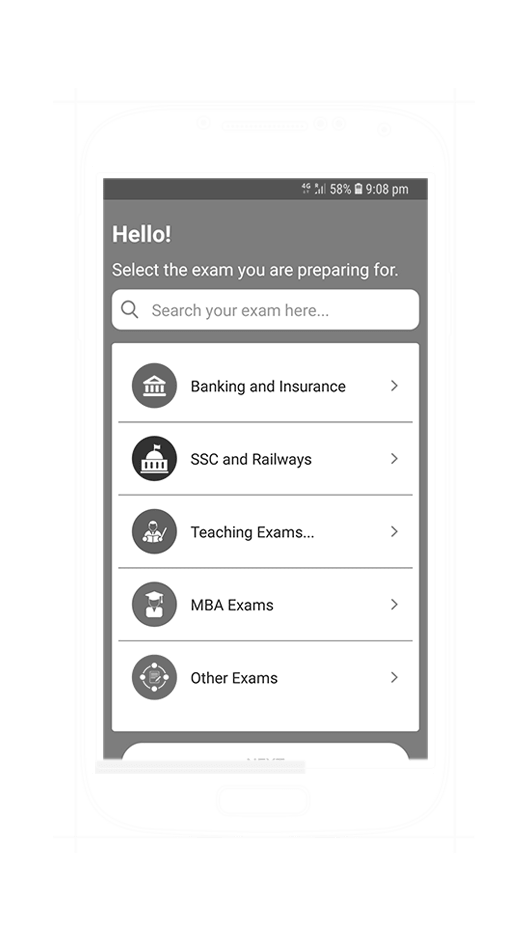 4G 58% 9:08 pm
Hello!
Select the exam you are preparing for.
Search your exam here...
Banking and Insurance
SSC and Railways
Teaching Exams...
MBA Exams
Other Exams